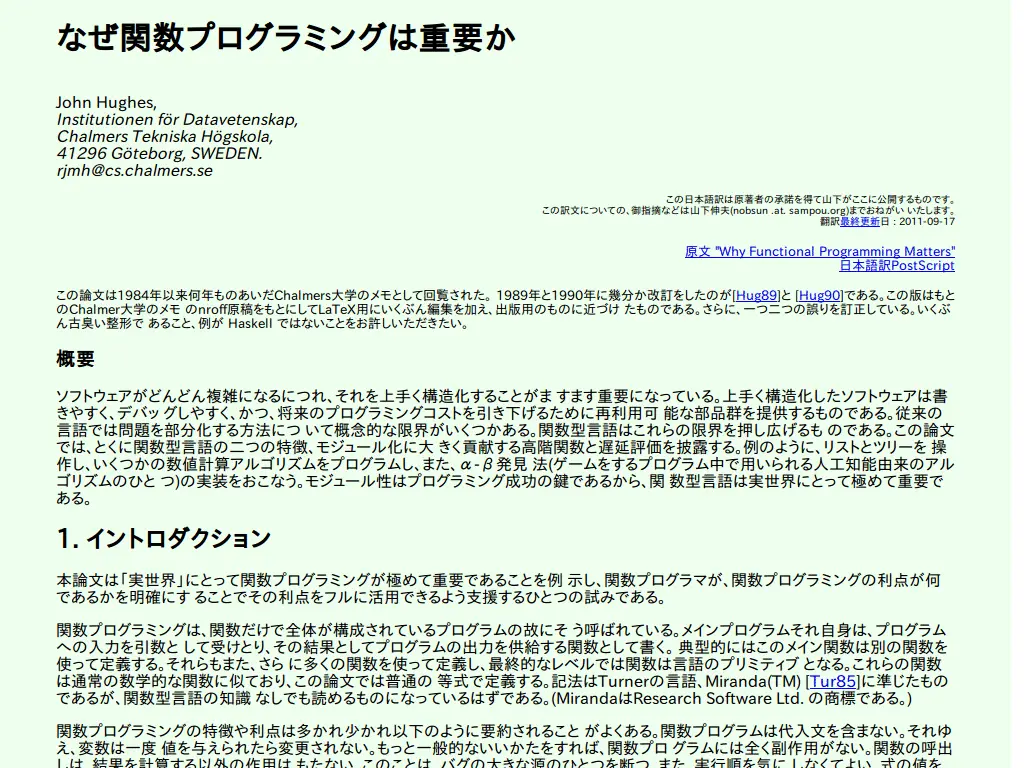 なぜ関数プログラミングは重要か
John Hughes,
Institutionen för Datavetenskap,
Chalmers Tekniska Högskola,
41296 Göteborg, SWEDEN.
rjmh@cs.chalmers.se
この日本語訳は原著者の承諾を得て山下がここに公開するものです。
この訳文についての、御指摘などは山下伸夫(nobsun .at. sampou.org)までおねがい いたします。
翻訳最終更新日 : 2011-09-17
原文 "Why Functional Programming Matters"
日本語訳PostScript
この論文は1984年以来何年ものあいだChalmers大学のメモとして回覧された。 1989年と1990年に幾分か改訂をしたのが[Hug89]と [Hug90]である。この版はもと
のChalmer大学のメモ のnroff原稿をもとにしてLaTeX用にいくぶん編集を加え、出版用のものに近づけ たものである。さらに、一つ二つの誤りを訂正している。いくぶ
ん古臭い整形で あること、例が Haskell ではないことをお許しいただきたい。
概要
ソフトウェアがどんどん複雑になるにつれ、それを上手く構造化することがま すます重要になっている。上手く構造化したソフトウェアは書
きやすく、デバッ グしやすく、かつ、将来のプログラミングコストを引き下げるために再利用可 能な部品群を提供するものである。従来の
言語では問題を部分化する方法につ いて概念的な限界がいくつかある。関数型言語はこれらの限界を押し広げるも のである。この論文
では、とくに関数型言語の二つの特徴、モジュール化に大 きく貢献する高階関数と遅延評価を披露する。例のように、リストとツリーを 操
作し、いくつかの数値計算アルゴリズムをプログラムし、また、α-β 発見 法(ゲームをするプログラム中で用いられる人工知能由来のアル
ゴリズムのひと つ)の実装をおこなう。モジュール性はプログラミング成功の鍵であるから、関 数型言語は実世界にとって極めて重要で
ある。
1. イントロダクション
本論文は「実世界」にとって関数プログラミングが極めて重要であることを例 示し、関数プログラマが、関数プログラミングの利点が何
であるかを明確にす ることでその利点をフルに活用できるよう支援するひとつの試みである。
関数プログラミングは、関数だけで全体が構成されているプログラムの故にそ う呼ばれている。メインプログラムそれ自身は、プログラム
への入力を引数と して受けとり、その結果としてプログラムの出力を供給する関数として書く。 典型的にはこのメイン関数は別の関数を
使って定義する。それらもまた、さら に多くの関数を使って定義し、最終的なレベルでは関数は言語のプリミティブ となる。これらの関数
は通常の数学的な関数に似ており、この論文では普通の 等式で定義する。記法はTurnerの言語、Miranda(TM) [Tur85]に準じたもの
であるが、関数型言語の知識 なしでも読めるものになっているはずである。(MirandaはResearch Software Ltd. の商標である。)
関数プログラミングの特徴や利点は多かれ少かれ以下のように要約されること がよくある。関数プログラムは代入文を含まない。それゆ
え、変数は一度 値を与えられたら変更されない。もっと一般的ないいかたをすれば、関数プロ グラムには全く副作用がない。関数の呼出
しは、結果を計算する以外の作用は もたない。このことは、バグの大きな源のひとつを断つ。また、実行順を気に しなくてよい。式の値を